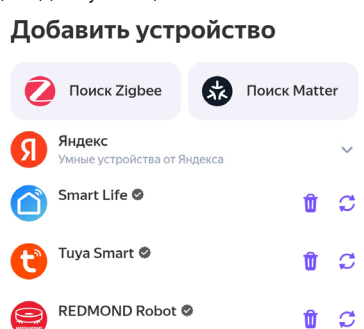 Добавить устройство
Поиск Zigbee
Поиск Matter
Яндекс
Умные устройства от Яндекса
Smart Life
Tuya Smart
REDMOND Robot